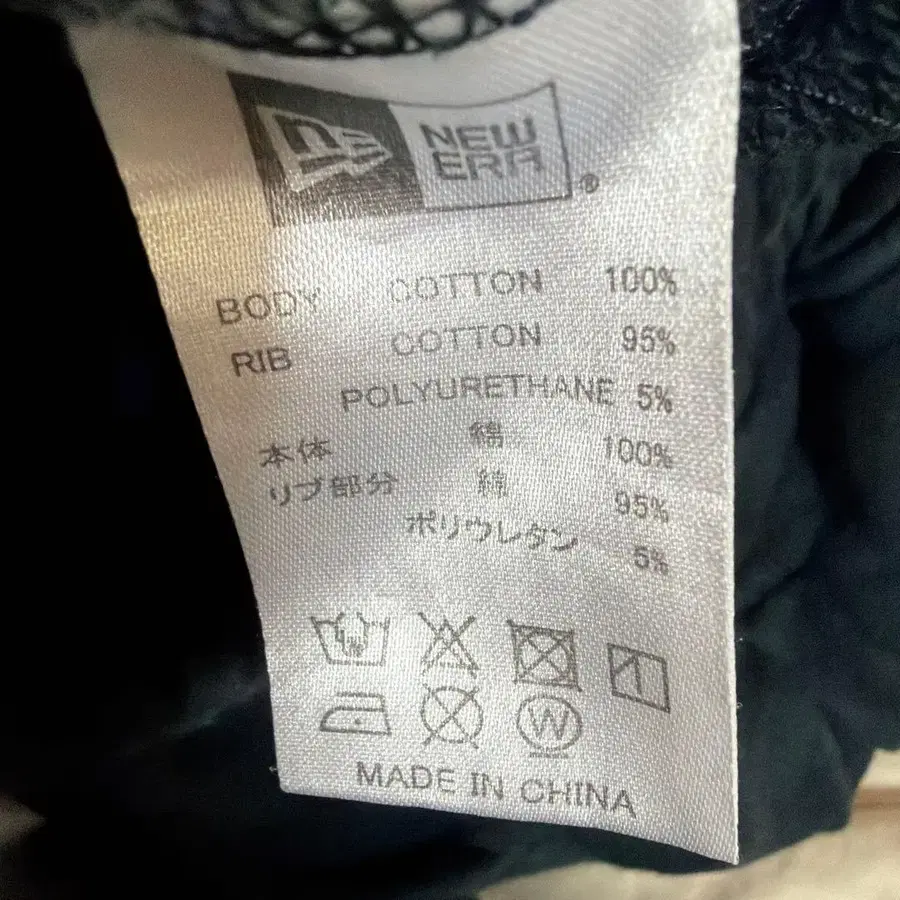 NEW ERA ®
BODY COTTON 100%
RIB COTTON 95%
POLYURETHANE 5%
本体 綿 100%
リブ部分 綿 95%
ポリウレタン 5%
W
MADE IN CHINA